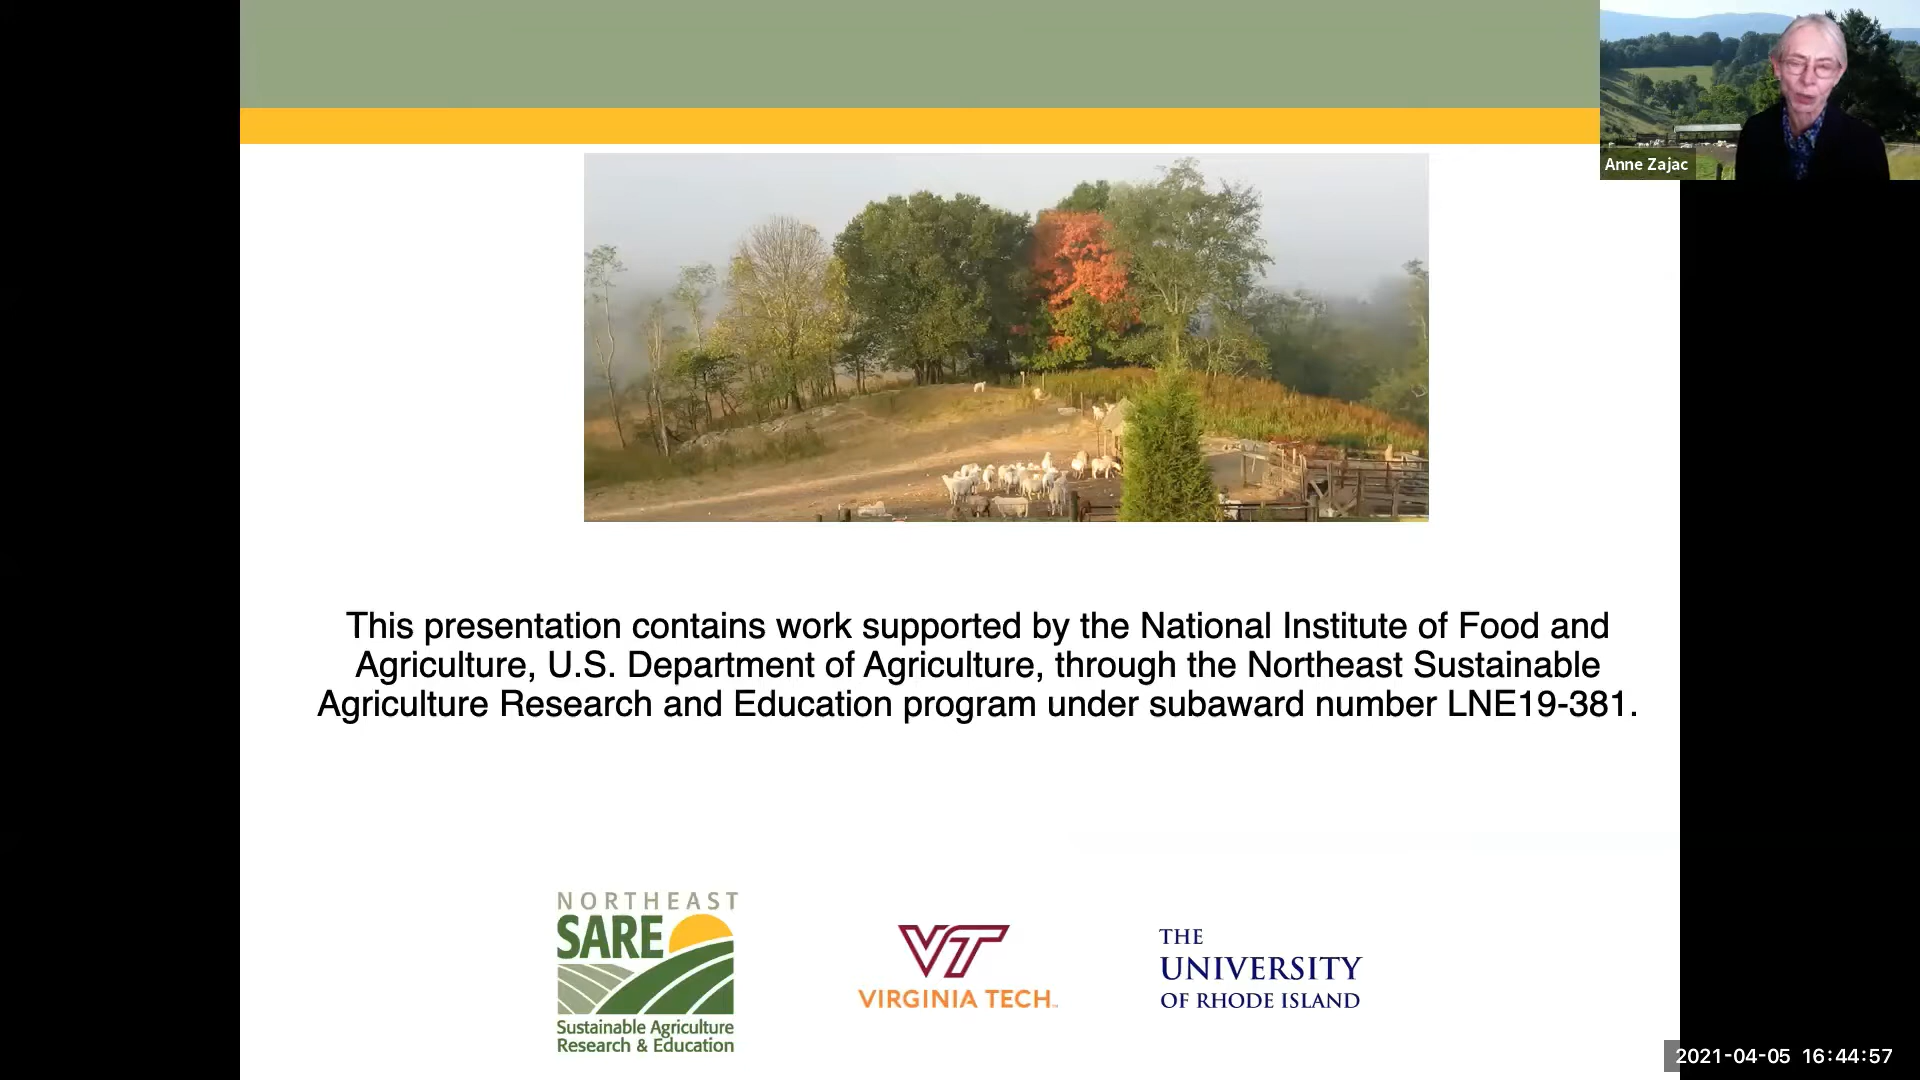 Anne Zajac
This presentation contains work supported by the National Institute of Food and
Agriculture, U.S. Department of Agriculture, through the Northeast Sustainable
Agriculture Research and Education program under subaward number LNE19-381.
NORTHEAST
SARE
Sustainable Agriculture
Research & Education
VT
VIRGINIA TECH
THE
UNIVERSITY
OF RHODE ISLAND
2021-04-05 16:44:57